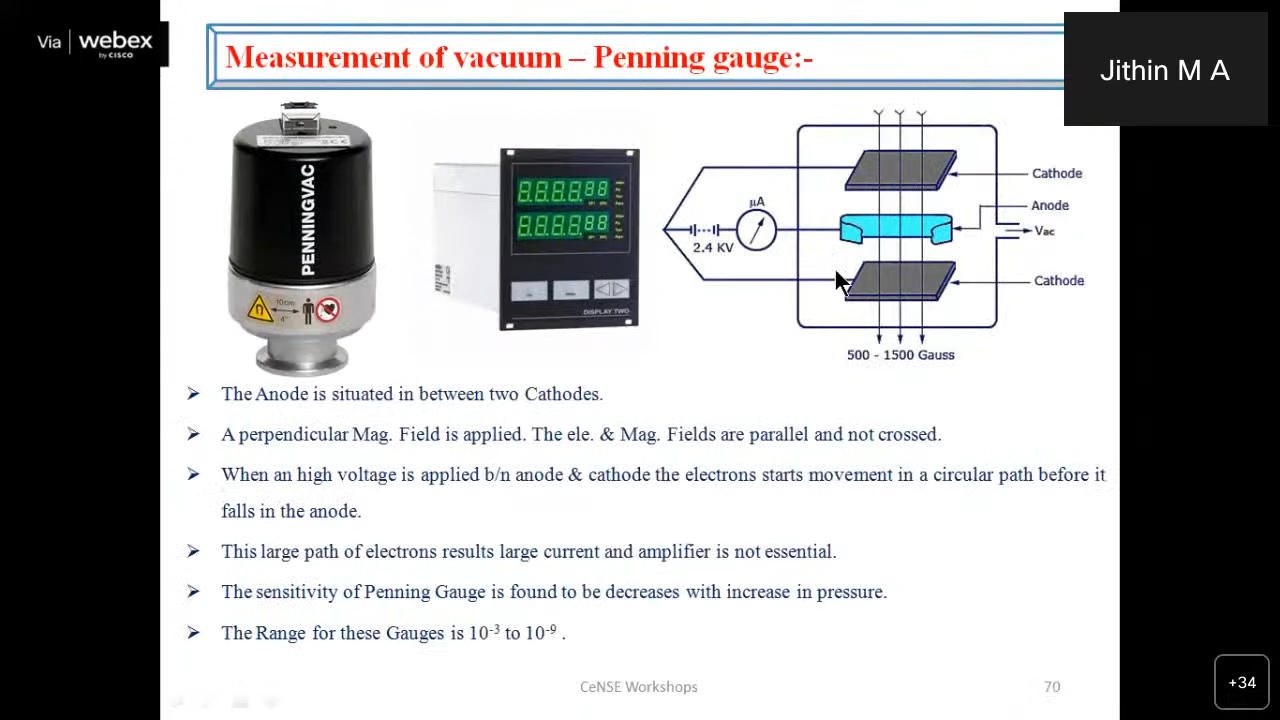 Via webex
by CISCO
Measurement of vacuum – Penning gauge:-
Jithin M A
PENNINGVAC
10cm
4"
DISPLAY TWO
µA
2.4 KV
Cathode
Anode
Vac
Cathode
500 - 1500 Gauss
➢ The Anode is situated in between two Cathodes.
➢ A perpendicular Mag. Field is applied. The ele. & Mag. Fields are parallel and not crossed.
➢ When an high voltage is applied b/n anode & cathode the electrons starts movement in a circular path before it
falls in the anode.
➢ This large path of electrons results large current and amplifier is not essential.
➢ The sensitivity of Penning Gauge is found to be decreases with increase in pressure.
➢ The Range for these Gauges is 10⁻³ to 10⁻⁹ .
CeNSE Workshops
70
+34